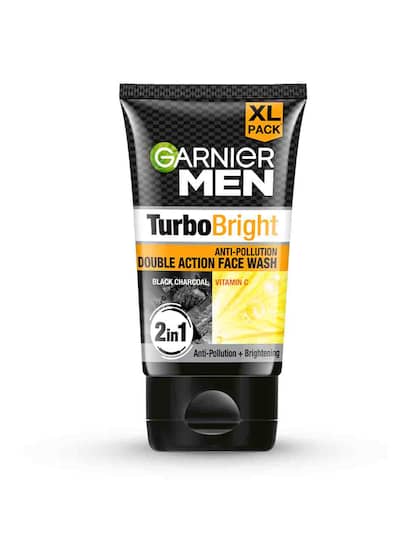 XL
PACK
GARNIER
MEN
TurboBright
ANTI-POLLUTION
DOUBLE ACTION FACE WASH
BLACK CHARCOAL VITAMIN C
2in1
Anti-Pollution + Brightening